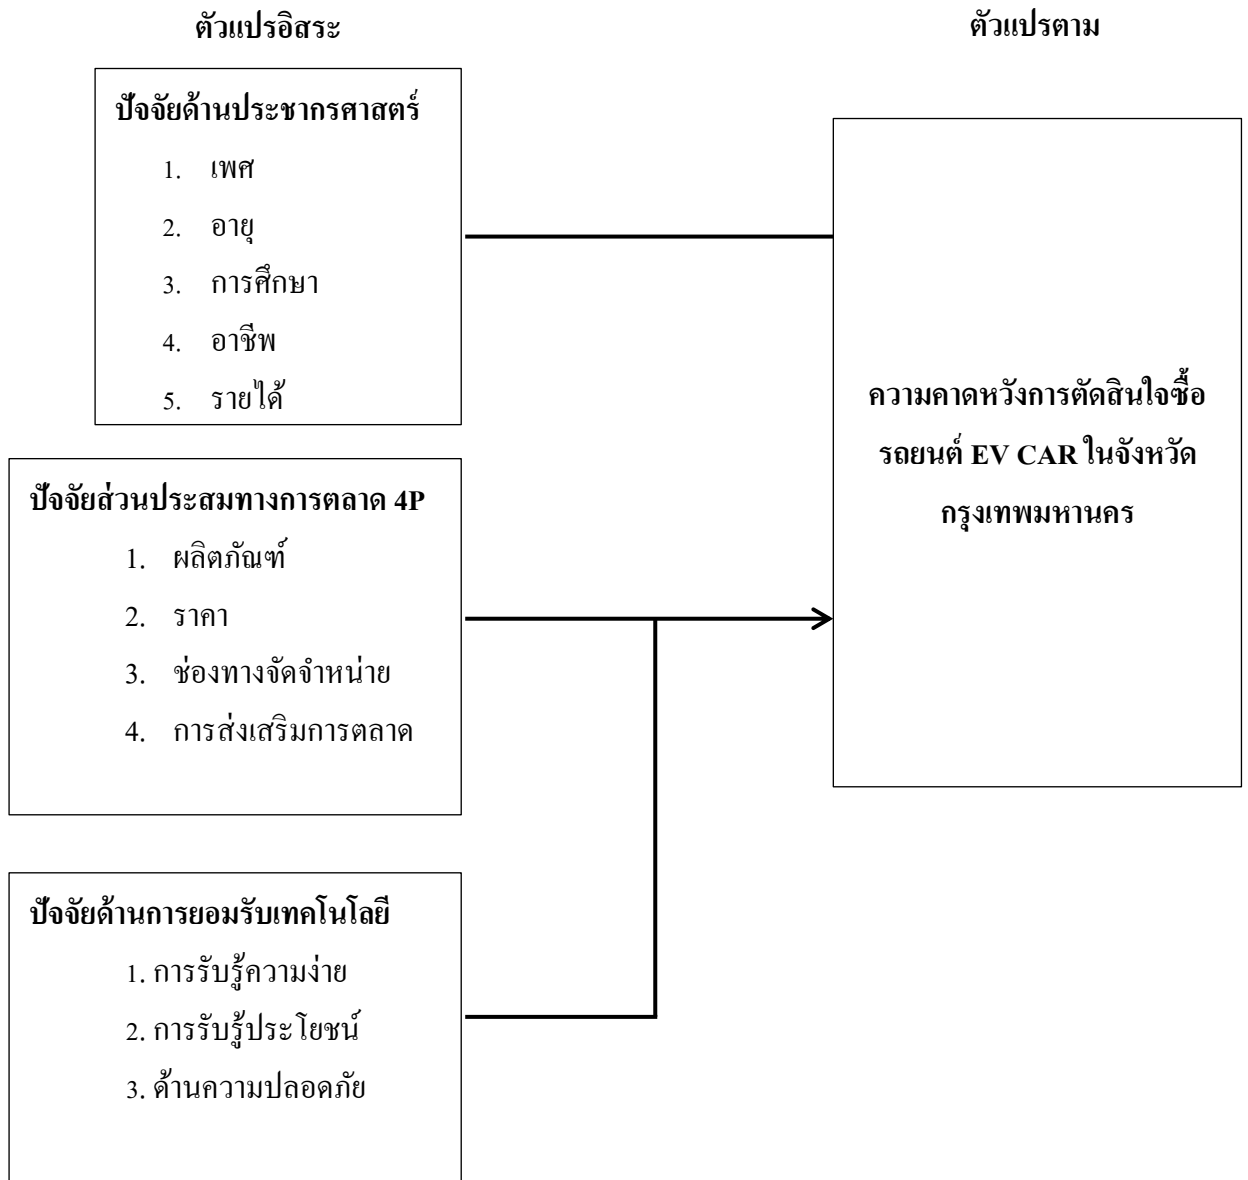 ตัวแปรอิสระ
ตัวแปรตาม
ปัจจัยด้านประชากรศาสตร์
1. เพศ
2. อายุ
3. การศึกษา
4. อาชีพ
5. รายได้
ปัจจัยส่วนประสมทางการตลาด 4P
1. ผลิตภัณฑ์
2. ราคา
3. ช่องทางจัดจำหน่าย
4. การส่งเสริมการตลาด
ปัจจัยด้านการยอมรับเทคโนโลยี
1. การรับรู้ความง่าย
2. การรับรู้ประโยชน์
3. ด้านความปลอดภัย
ความคาดหวังการตัดสินใจซื้อ
รถยนต์ EV CAR ในจังหวัด
กรุงเทพมหานคร